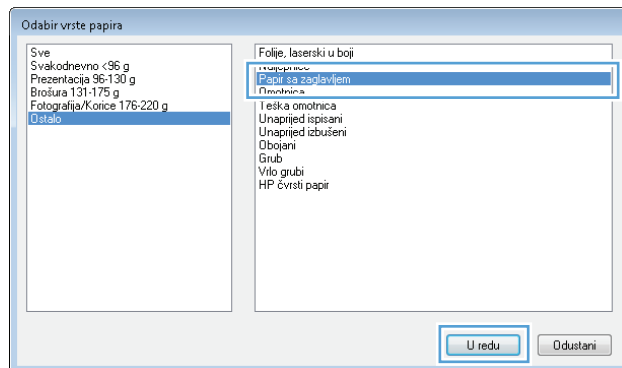 Odabir vrste papira
Sve
Svakodnevno <96 g
Prezentacija 96-130 g
Brošura 131-175 g
Fotografija/Korice 176-220 g
Ostalo
Folije, laserski u boji
Naljepnice
Papir sa zaglavljem
Omotnica
Teška omotnica
Unaprijed ispisani
Unaprijed izbušeni
Obojani
Grub
Vrlo grubi
HP čvrsti papir
U redu
Odustani